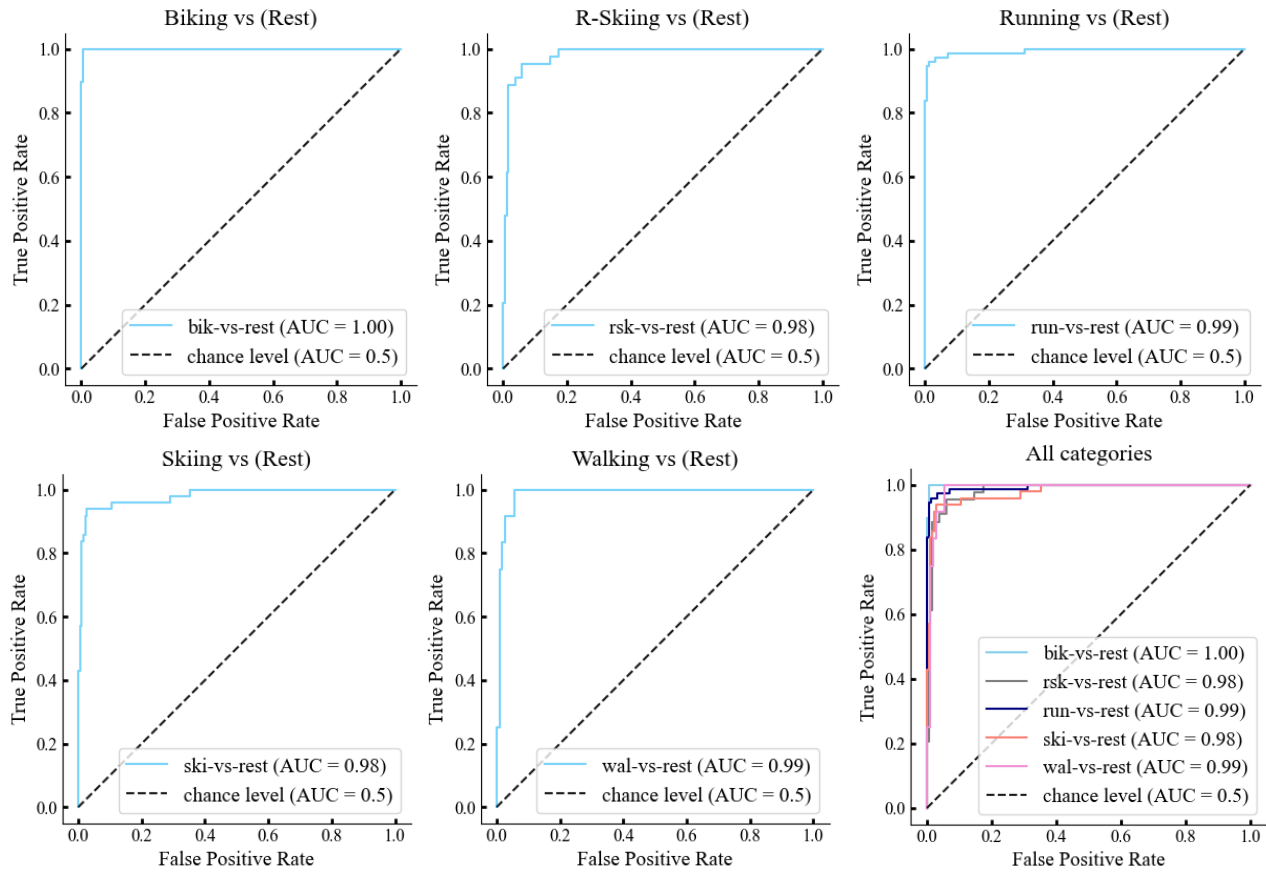 Biking vs (Rest)
True Positive Rate
1.0
0.8
0.6
0.4
0.2
0.0
bik-vs-rest (AUC = 1.00)
chance level (AUC = 0.5)
0.0 0.2 0.4 0.6 0.8 1.0
False Positive Rate
R-Skiing vs (Rest)
True Positive Rate
1.0
0.8
0.6
0.4
0.2
0.0
rsk-vs-rest (AUC = 0.98)
chance level (AUC = 0.5)
0.0 0.2 0.4 0.6 0.8 1.0
False Positive Rate
Running vs (Rest)
True Positive Rate
1.0
0.8
0.6
0.4
0.2
0.0
run-vs-rest (AUC = 0.99)
chance level (AUC = 0.5)
0.0 0.2 0.4 0.6 0.8 1.0
False Positive Rate
Skiing vs (Rest)
True Positive Rate
1.0
0.8
0.6
0.4
0.2
0.0
ski-vs-rest (AUC = 0.98)
chance level (AUC = 0.5)
0.0 0.2 0.4 0.6 0.8 1.0
False Positive Rate
Walking vs (Rest)
True Positive Rate
1.0
0.8
0.6
0.4
0.2
0.0
wal-vs-rest (AUC = 0.99)
chance level (AUC = 0.5)
0.0 0.2 0.4 0.6 0.8 1.0
False Positive Rate
All categories
True Positive Rate
1.0
0.8
0.6
0.4
0.2
0.0
bik-vs-rest (AUC = 1.00)
rsk-vs-rest (AUC = 0.98)
run-vs-rest (AUC = 0.99)
ski-vs-rest (AUC = 0.98)
wal-vs-rest (AUC = 0.99)
chance level (AUC = 0.5)
0.0 0.2 0.4 0.6 0.8 1.0
False Positive Rate